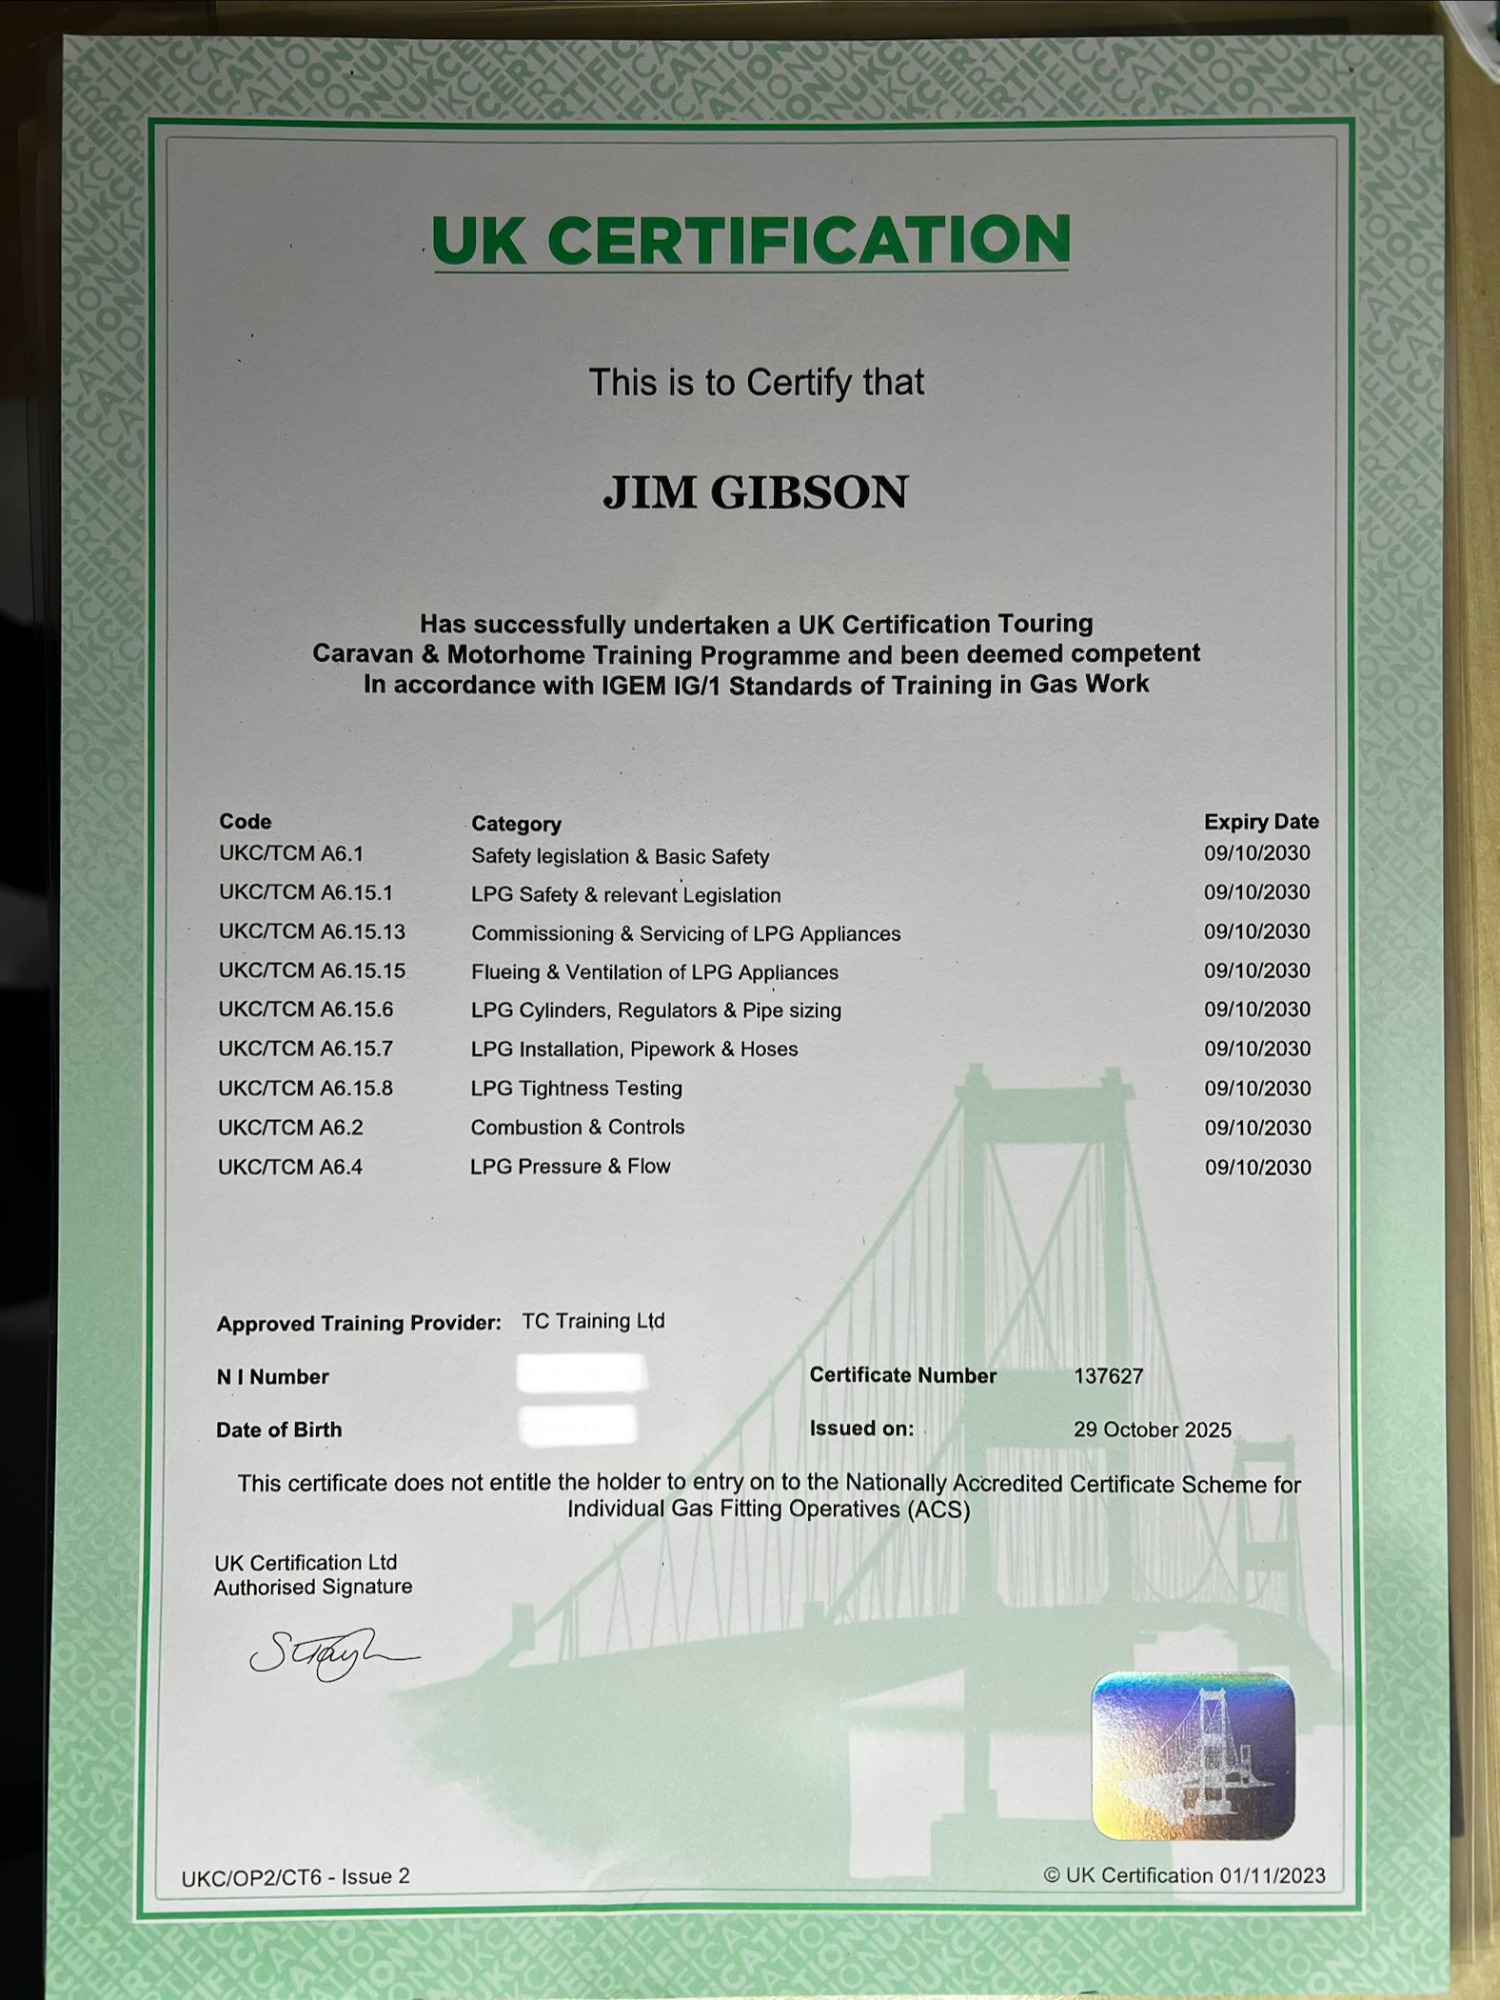 UK CERTIFICATION
This is to Certify that
JIM GIBSON
Has successfully undertaken a UK Certification Touring
Caravan & Motorhome Training Programme and been deemed competent
In accordance with IGEM IG/1 Standards of Training in Gas Work
Code Category Expiry Date
UKC/TCM A6.1 Safety legislation & Basic Safety 09/10/2030
UKC/TCM A6.15.1 LPG Safety & relevant Legislation 09/10/2030
UKC/TCM A6.15.13 Commissioning & Servicing of LPG Appliances 09/10/2030
UKC/TCM A6.15.15 Flueing & Ventilation of LPG Appliances 09/10/2030
UKC/TCM A6.15.6 LPG Cylinders, Regulators & Pipe sizing 09/10/2030
UKC/TCM A6.15.7 LPG Installation, Pipework & Hoses 09/10/2030
UKC/TCM A6.15.8 LPG Tightness Testing 09/10/2030
UKC/TCM A6.2 Combustion & Controls 09/10/2030
UKC/TCM A6.4 LPG Pressure & Flow 09/10/2030
Approved Training Provider: TC Training Ltd
N I Number Certificate Number 137627
Date of Birth Issued on: 29 October 2025
This certificate does not entitle the holder to entry on to the Nationally Accredited Certificate Scheme for
Individual Gas Fitting Operatives (ACS)
UK Certification Ltd
Authorised Signature
UKC/OP2/CT6 - Issue 2 © UK Certification 01/11/2023